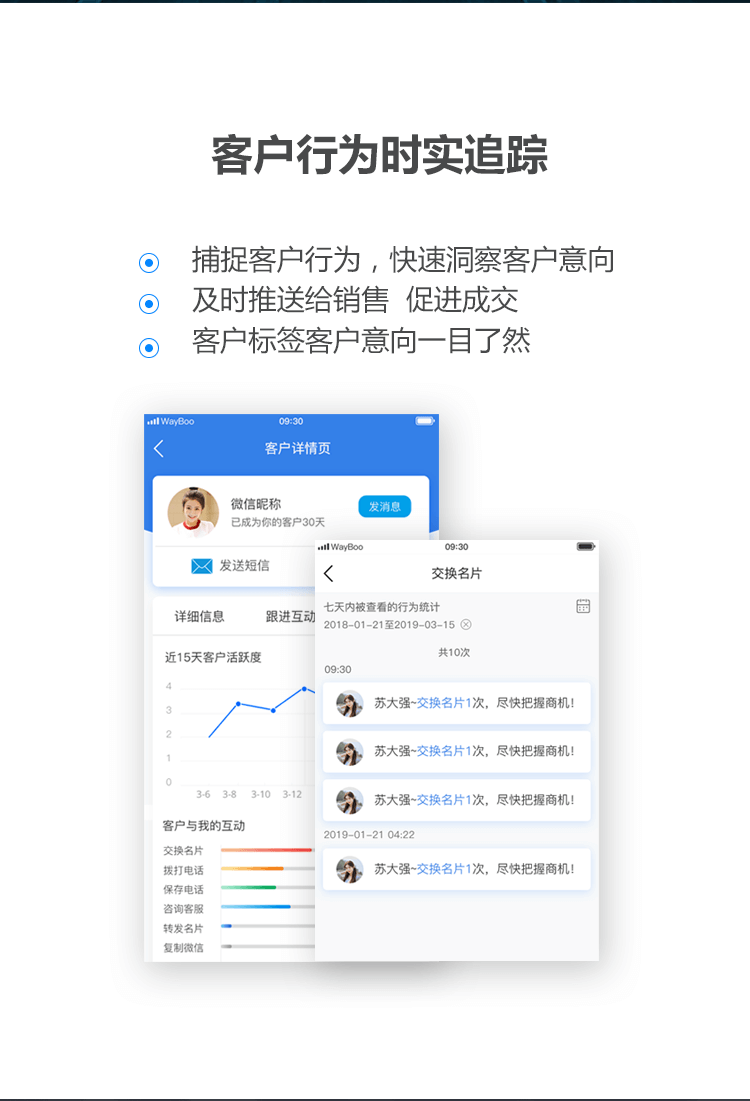 客户行为时实追踪
捕捉客户行为，快速洞察客户意向
及时推送给销售 促进成交
客户标签客户意向一目了然
WayBoo 09:30
客户详情页
微信昵称
已成为你的客户30天
发消息
发送短信
详细信息 跟进互动
近15天客户活跃度
4
3
2
1
0
3-6 3-8 3-10 3-12
客户与我的互动
交换名片
拨打电话
保存电话
咨询客服
转发名片
复制微信
WayBoo 09:30
交换名片
七天内被查看的行为统计
2018-01-21至2019-03-15
共10次
09:30
苏大强~交换名片1次，尽快把握商机！
苏大强~交换名片1次，尽快把握商机！
苏大强~交换名片1次，尽快把握商机！
2019-01-21 04:22
苏大强~交换名片1次，尽快把握商机！